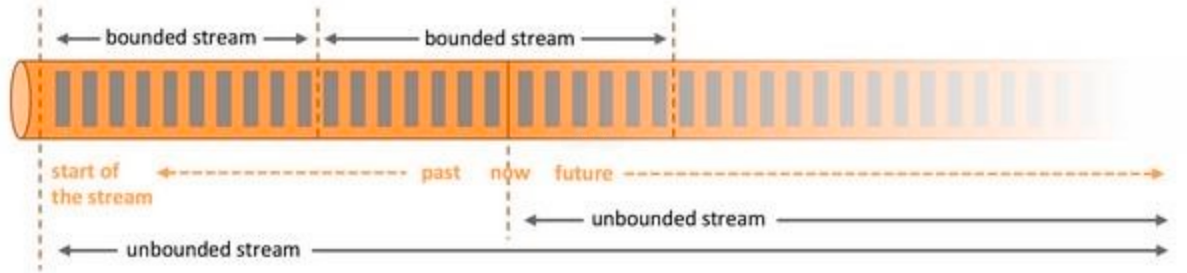 bounded stream bounded stream
start of past now future
the stream
unbounded stream
unbounded stream